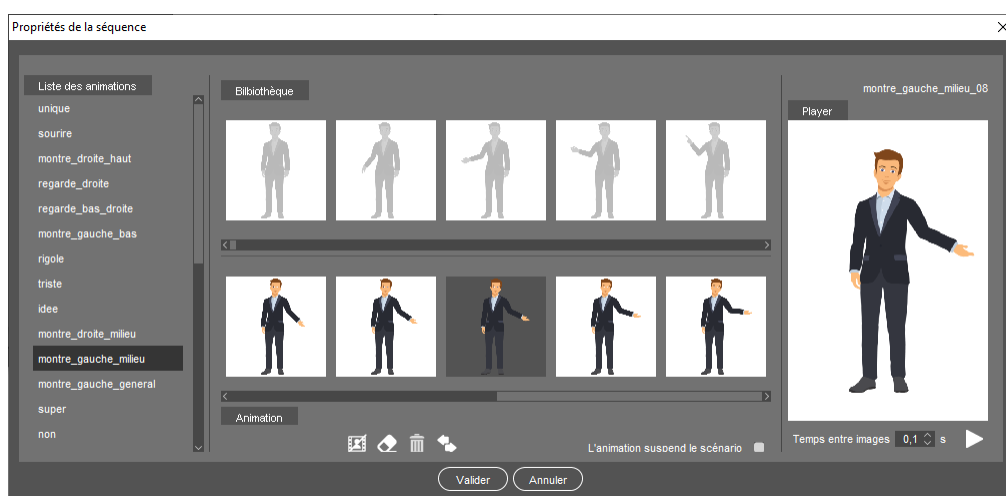 Propriétés de la séquence
Liste des animations
unique
sourire
montre_droite_haut
regarde_droite
regarde_bas_droite
montre_gauche_bas
rigole
triste
idee
montre_droite_milieu
montre_gauche_milieu
montre_gauche_general
super
non
Bilbiothèque
Animation
L'animation suspend le scénario
montre_gauche_milieu_08
Player
Temps entre images 0,1 s
Valider
Annuler